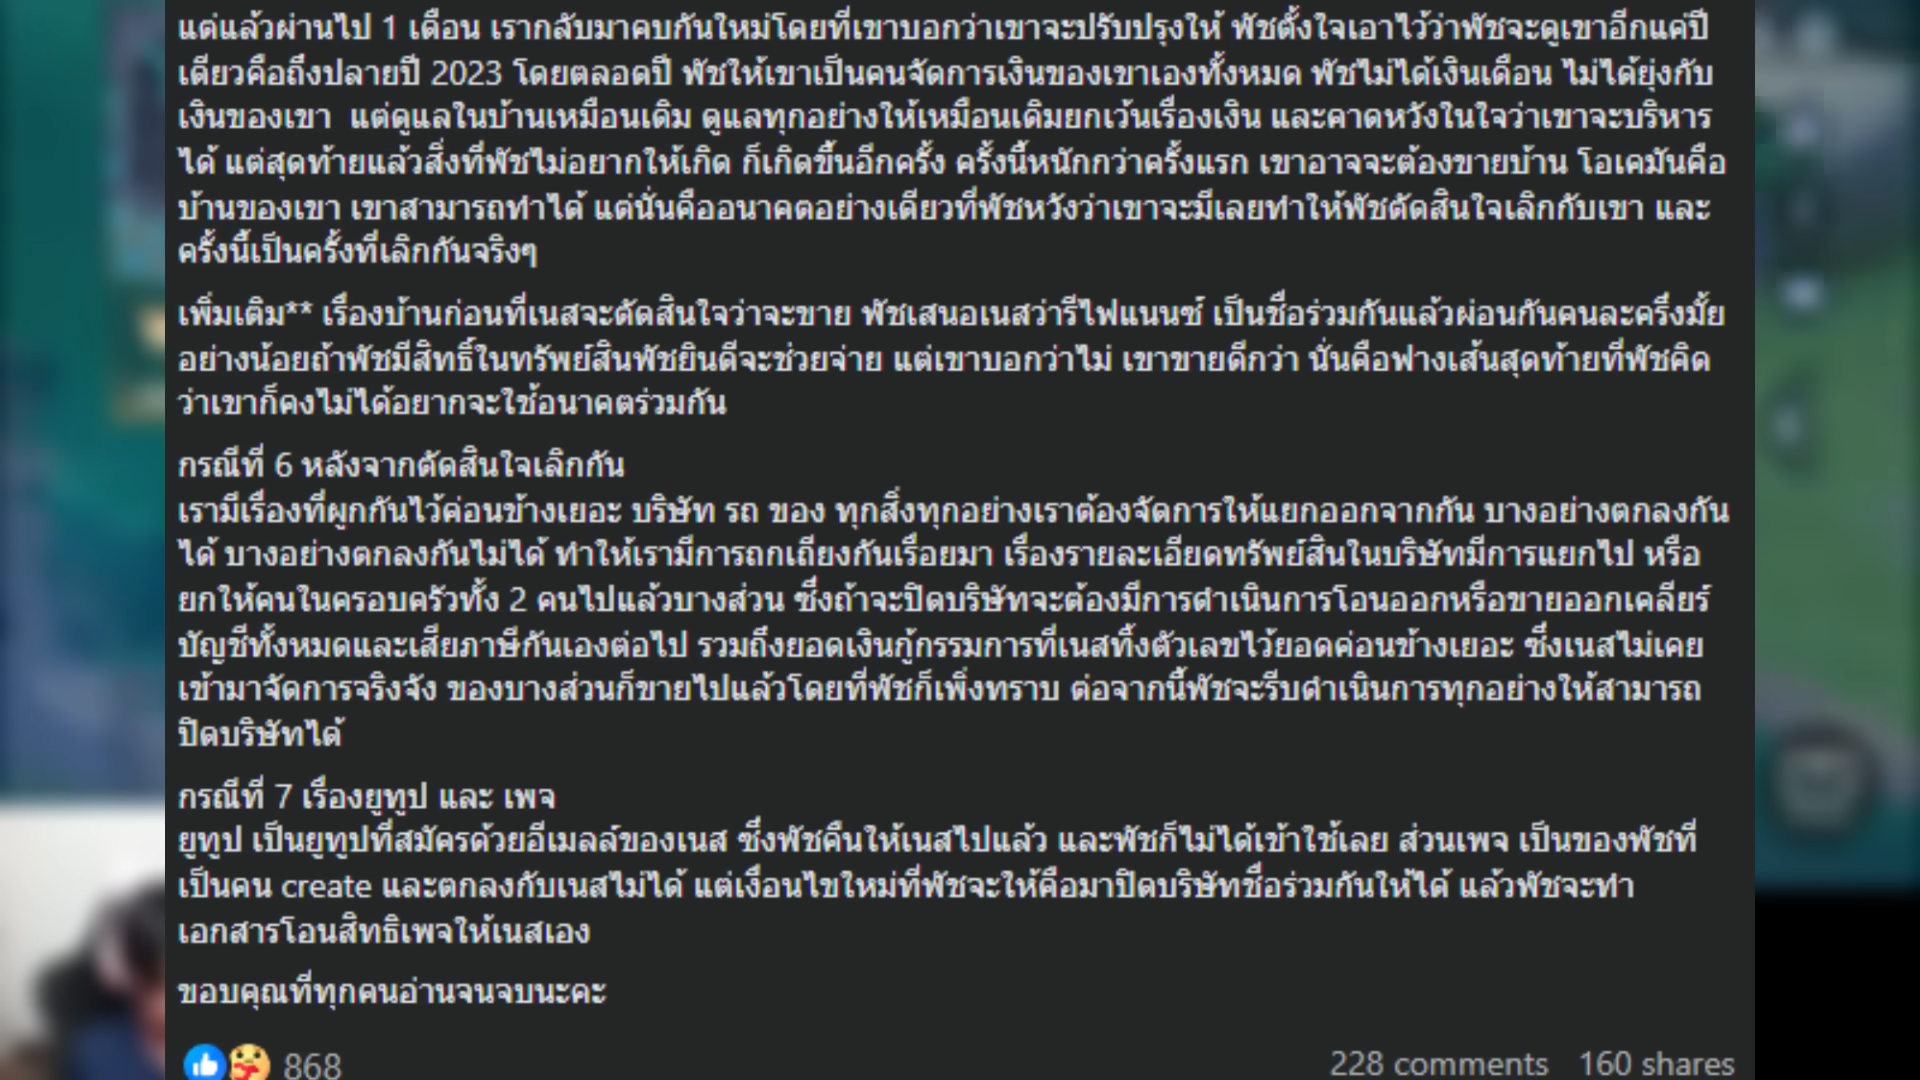 แต่แล้วผ่านไป 1 เดือน เรากลับมาคบกันใหม่โดยที่เขาบอกว่าเขาจะปรับปรุงให้ พัชตั้งใจเอาไว้ว่าพัชจะดูเขาอีกแค่ปี
เดียวคือถึงปลายปี 2023 โดยตลอดปี พัชให้เขาเป็นคนจัดการเงินของเขาเองทั้งหมด พัชไม่ได้เงินเดือน ไม่ได้ยุ่งกับ
เงินของเขา แต่ดูแลในบ้านเหมือนเดิม ดูแลทุกอย่างให้เหมือนเดิมยกเว้นเรื่องเงิน และคาดหวังในใจว่าเขาจะบริหาร
ได้ แต่สุดท้ายแล้วสิ่งที่พัชไม่อยากให้เกิด ก็เกิดขึ้นอีกครั้ง ครั้งนี้หนักกว่าครั้งแรก เขาอาจจะต้องขายบ้าน โอเคมันคือ
บ้านของเขา เขาสามารถทำได้ แต่นั่นคืออนาคตอย่างเดียวที่พัชหวังว่าเขาจะมีเลยทำให้พัชตัดสินใจเลิกกับเขา และ
ครั้งนี้เป็นครั้งที่เลิกกันจริงๆ
เพิ่มเติม** เรื่องบ้านก่อนที่เนสจะตัดสินใจว่าจะขาย พัชเสนอเนสว่ารีไฟแนนซ์ เป็นชื่อร่วมกันแล้วผ่อนกันคนละครึ่งมั้ย
อย่างน้อยถ้าพัชมีสิทธิ์ในทรัพย์สินพัชยินดีจะช่วยจ่าย แต่เขาบอกว่าไม่ เขาขายดีกว่า นั่นคือฟางเส้นสุดท้ายที่พัชคิด
ว่าเขาก็คงไม่ได้อยากจะใช้อนาคตร่วมกัน
กรณีที่ 6 หลังจากตัดสินใจเลิกกัน
เรามีเรื่องที่ผูกกันไว้ค่อนข้างเยอะ บริษัท รถ ของ ทุกสิ่งทุกอย่างเราต้องจัดการให้แยกออกจากกัน บางอย่างตกลงกัน
ได้ บางอย่างตกลงกันไม่ได้ ทำให้เรามีการถกเถียงกันเรื่อยมา เรื่องรายละเอียดทรัพย์สินในบริษัทมีการแยกไป หรือ
ยกให้คนในครอบครัวทั้ง 2 คนไปแล้วบางส่วน ซึ่งถ้าจะปิดบริษัทจะต้องมีการดำเนินการโอนออกหรือขายออกเคลียร์
บัญชีทั้งหมดและเสียภาษีกันเองต่อไป รวมถึงยอดเงินกู้กรรมการที่เนสทิ้งตัวเลขไว้ยอดค่อนข้างเยอะ ซึ่งเนสไม่เคย
เข้ามาจัดการจริงจัง ของบางส่วนก็ขายไปแล้วโดยที่พัชก็เพิ่งทราบ ต่อจากนี้พัชจะรีบดำเนินการทุกอย่างให้สามารถ
ปิดบริษัทได้
กรณีที่ 7 เรื่องยูทูป และ เพจ
ยูทูป เป็นยูทูปที่สมัครด้วยอีเมลล์ของเนส ซึ่งพัชคืนให้เนสไปแล้ว และพัชก็ไม่ได้เข้าใช้เลย ส่วนเพจ เป็นของพัชที่
เป็นคน create และตกลงกับเนสไม่ได้ แต่เงื่อนไขใหม่ที่พัชจะให้คือมาปิดบริษัทชื่อร่วมกันให้ได้ แล้วพัชจะทำ
เอกสารโอนสิทธิเพจให้เนสเอง
ขอบคุณที่ทุกคนอ่านจนจบนะคะ
868 228 comments 160 shares